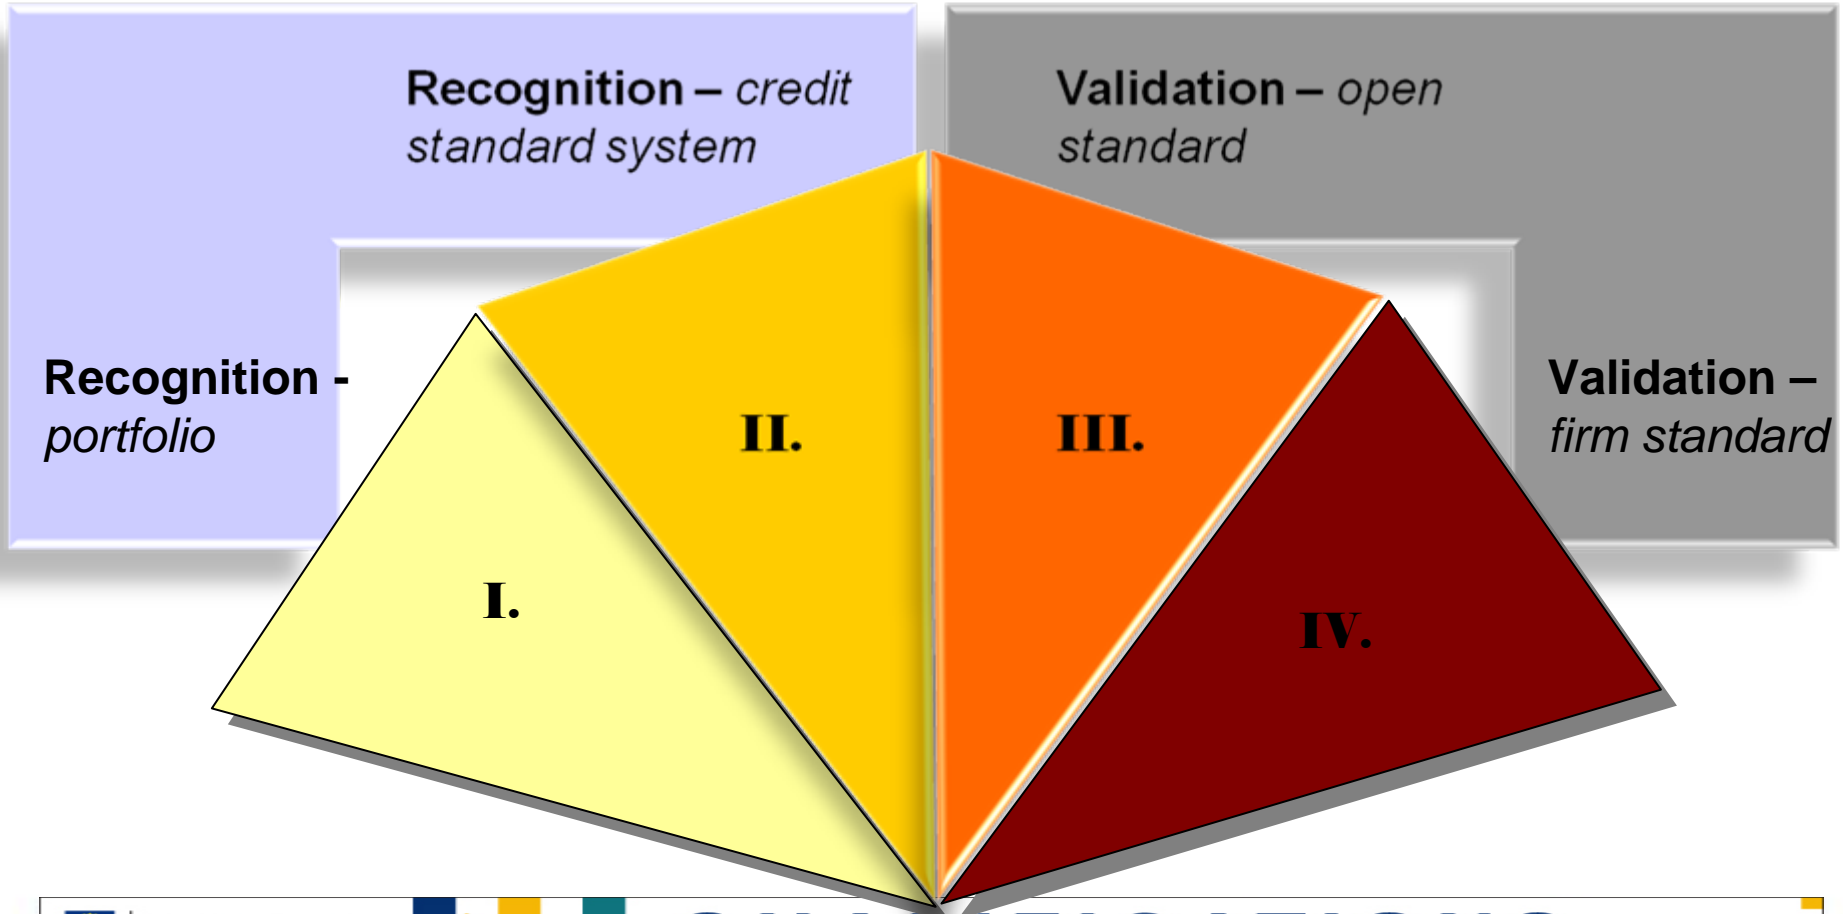 Recognition – credit
standard system
Validation – open
standard
Recognition -
portfolio
Validation –
firm standard
II.
III.
I.
IV.